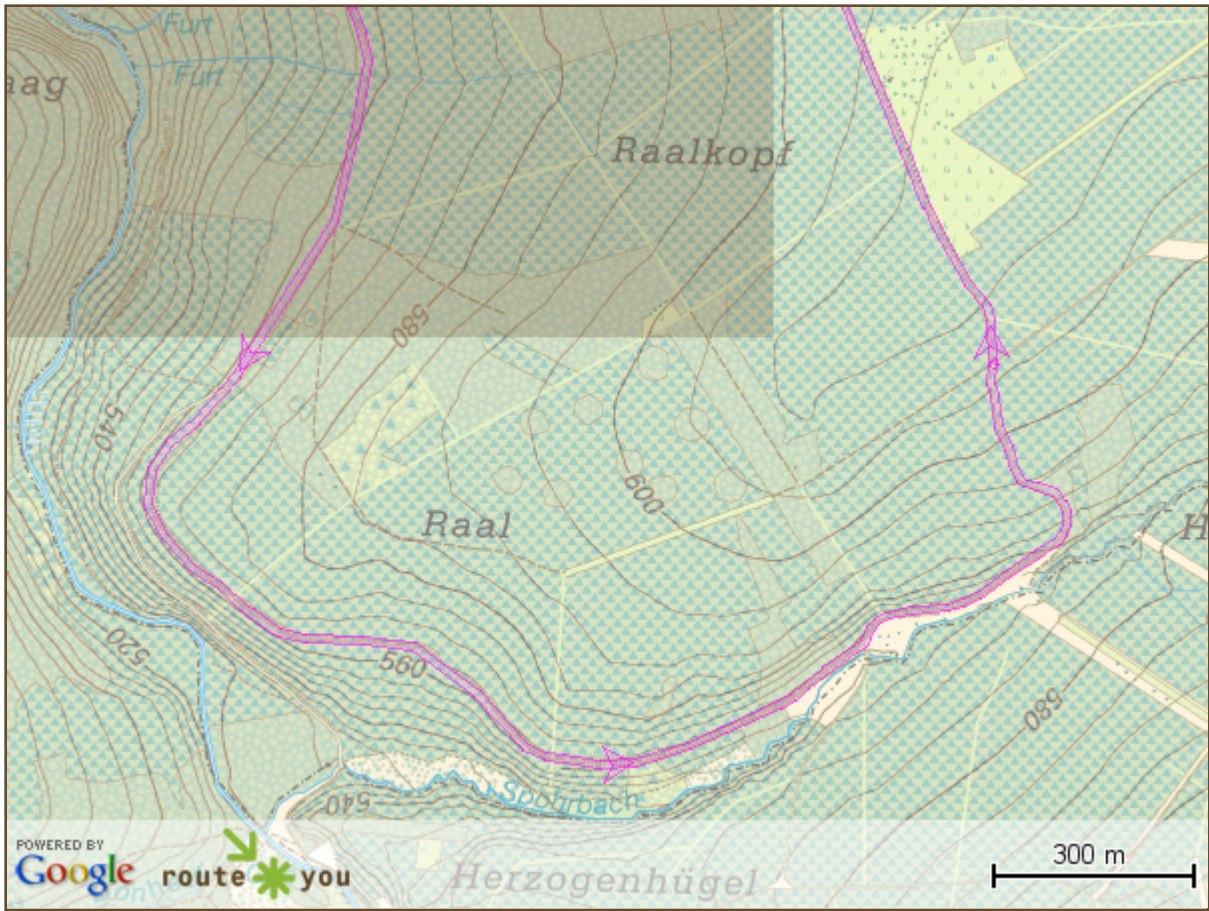 Furt
Furt
aag
Raalkopf
580
540
600
Raal
H
560
520
580
Spohrbach
540
POWERED BY
Google
route you
300 m
Herzogenhügel